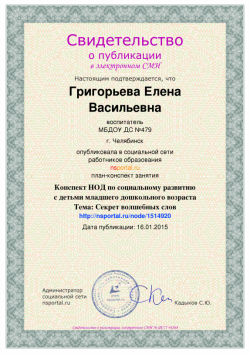 Свидетельство
о публикации
в электронном СМИ
Настоящим подтверждается, что
Григорьева Елена
Васильевна
воспитатель
МБДОУ ДС №479
г. Челябинск
опубликовала в социальной сети
работников образования
nsportal.ru
план-конспект занятия
Конспект НОД по социальному развитию
с детьми младшего дошкольного возраста
Тема: Секрет волшебных слов
http://nsportal.ru/node/1514920
Дата публикации: 16.01.2015
Администратор
социальной сети
nsportal.ru
Кадыков С.Ю.